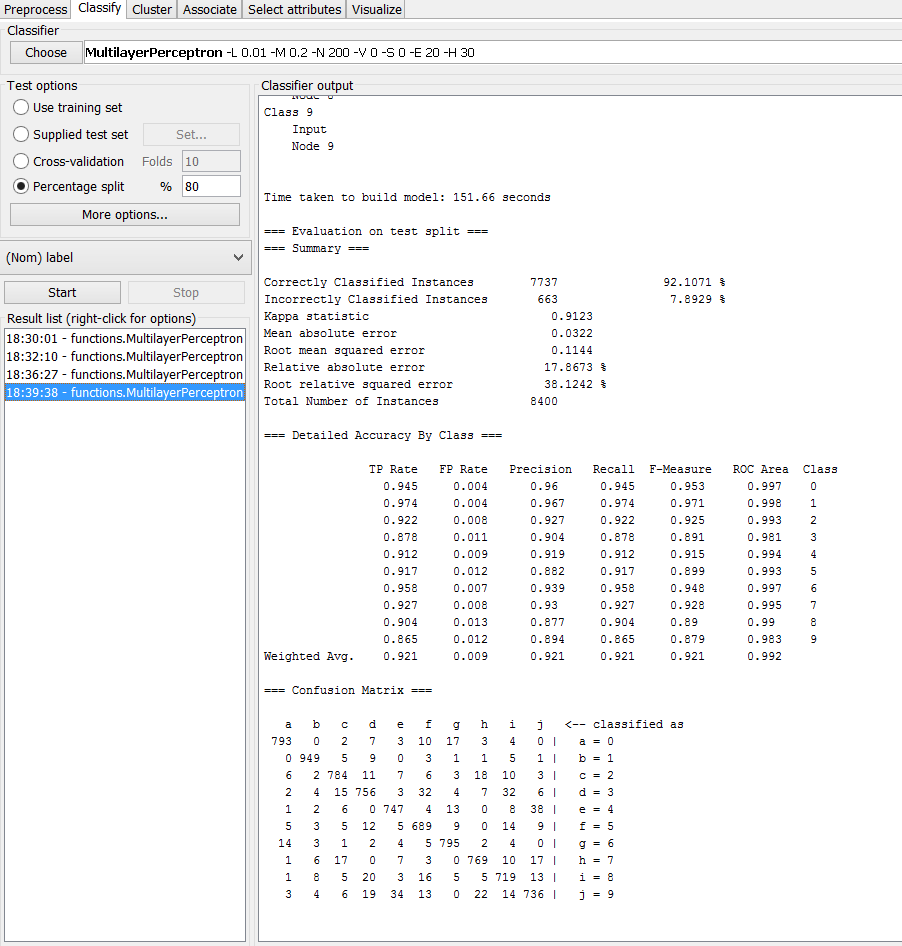 Preprocess Classify Cluster Associate Select attributes Visualize
Classifier
Choose MultilayerPerceptron -L 0.01 -M 0.2 -N 200 -V 0 -S 0 -E 20 -H 30
Test options
Use training set
Supplied test set Set...
Cross-validation Folds 10
Percentage split % 80
More options...
(Nom) label
Start Stop
Result list (right-click for options)
18:30:01 - functions.MultilayerPerceptron
18:32:10 - functions.MultilayerPerceptron
18:36:27 - functions.MultilayerPerceptron
18:39:38 - functions.MultilayerPerceptron
Classifier output
Class 9
Input
Node 9
Time taken to build model: 151.66 seconds
=== Evaluation on test split ===
=== Summary ===
Correctly Classified Instances 7737 92.1071 %
Incorrectly Classified Instances 663 7.8929 %
Kappa statistic 0.9123
Mean absolute error 0.0322
Root mean squared error 0.1144
Relative absolute error 17.8673 %
Root relative squared error 38.1242 %
Total Number of Instances 8400
=== Detailed Accuracy By Class ===
TP Rate FP Rate Precision Recall F-Measure ROC Area Class
0.945 0.004 0.96 0.945 0.953 0.997 0
0.974 0.004 0.967 0.974 0.971 0.998 1
0.922 0.008 0.927 0.922 0.925 0.993 2
0.878 0.011 0.904 0.878 0.891 0.981 3
0.912 0.009 0.919 0.912 0.915 0.994 4
0.917 0.012 0.882 0.917 0.899 0.993 5
0.958 0.007 0.939 0.958 0.948 0.997 6
0.927 0.008 0.93 0.927 0.928 0.995 7
0.904 0.013 0.877 0.904 0.89 0.99 8
0.865 0.012 0.894 0.865 0.879 0.983 9
Weighted Avg. 0.921 0.009 0.921 0.921 0.921 0.992
=== Confusion Matrix ===
a b c d e f g h i j <-- classified as
793 0 2 7 3 10 17 3 4 0 | a = 0
0 949 5 9 0 3 1 1 5 1 | b = 1
6 2 784 11 7 6 3 18 10 3 | c = 2
2 4 15 756 3 32 4 7 32 6 | d = 3
1 2 6 0 747 4 13 0 8 38 | e = 4
5 3 5 12 5 689 9 0 14 9 | f = 5
14 3 1 2 4 5 795 2 4 0 | g = 6
1 6 17 0 7 3 0 769 10 17 | h = 7
1 8 5 20 3 16 5 5 719 13 | i = 8
3 4 6 19 34 13 0 22 14 736 | j = 9